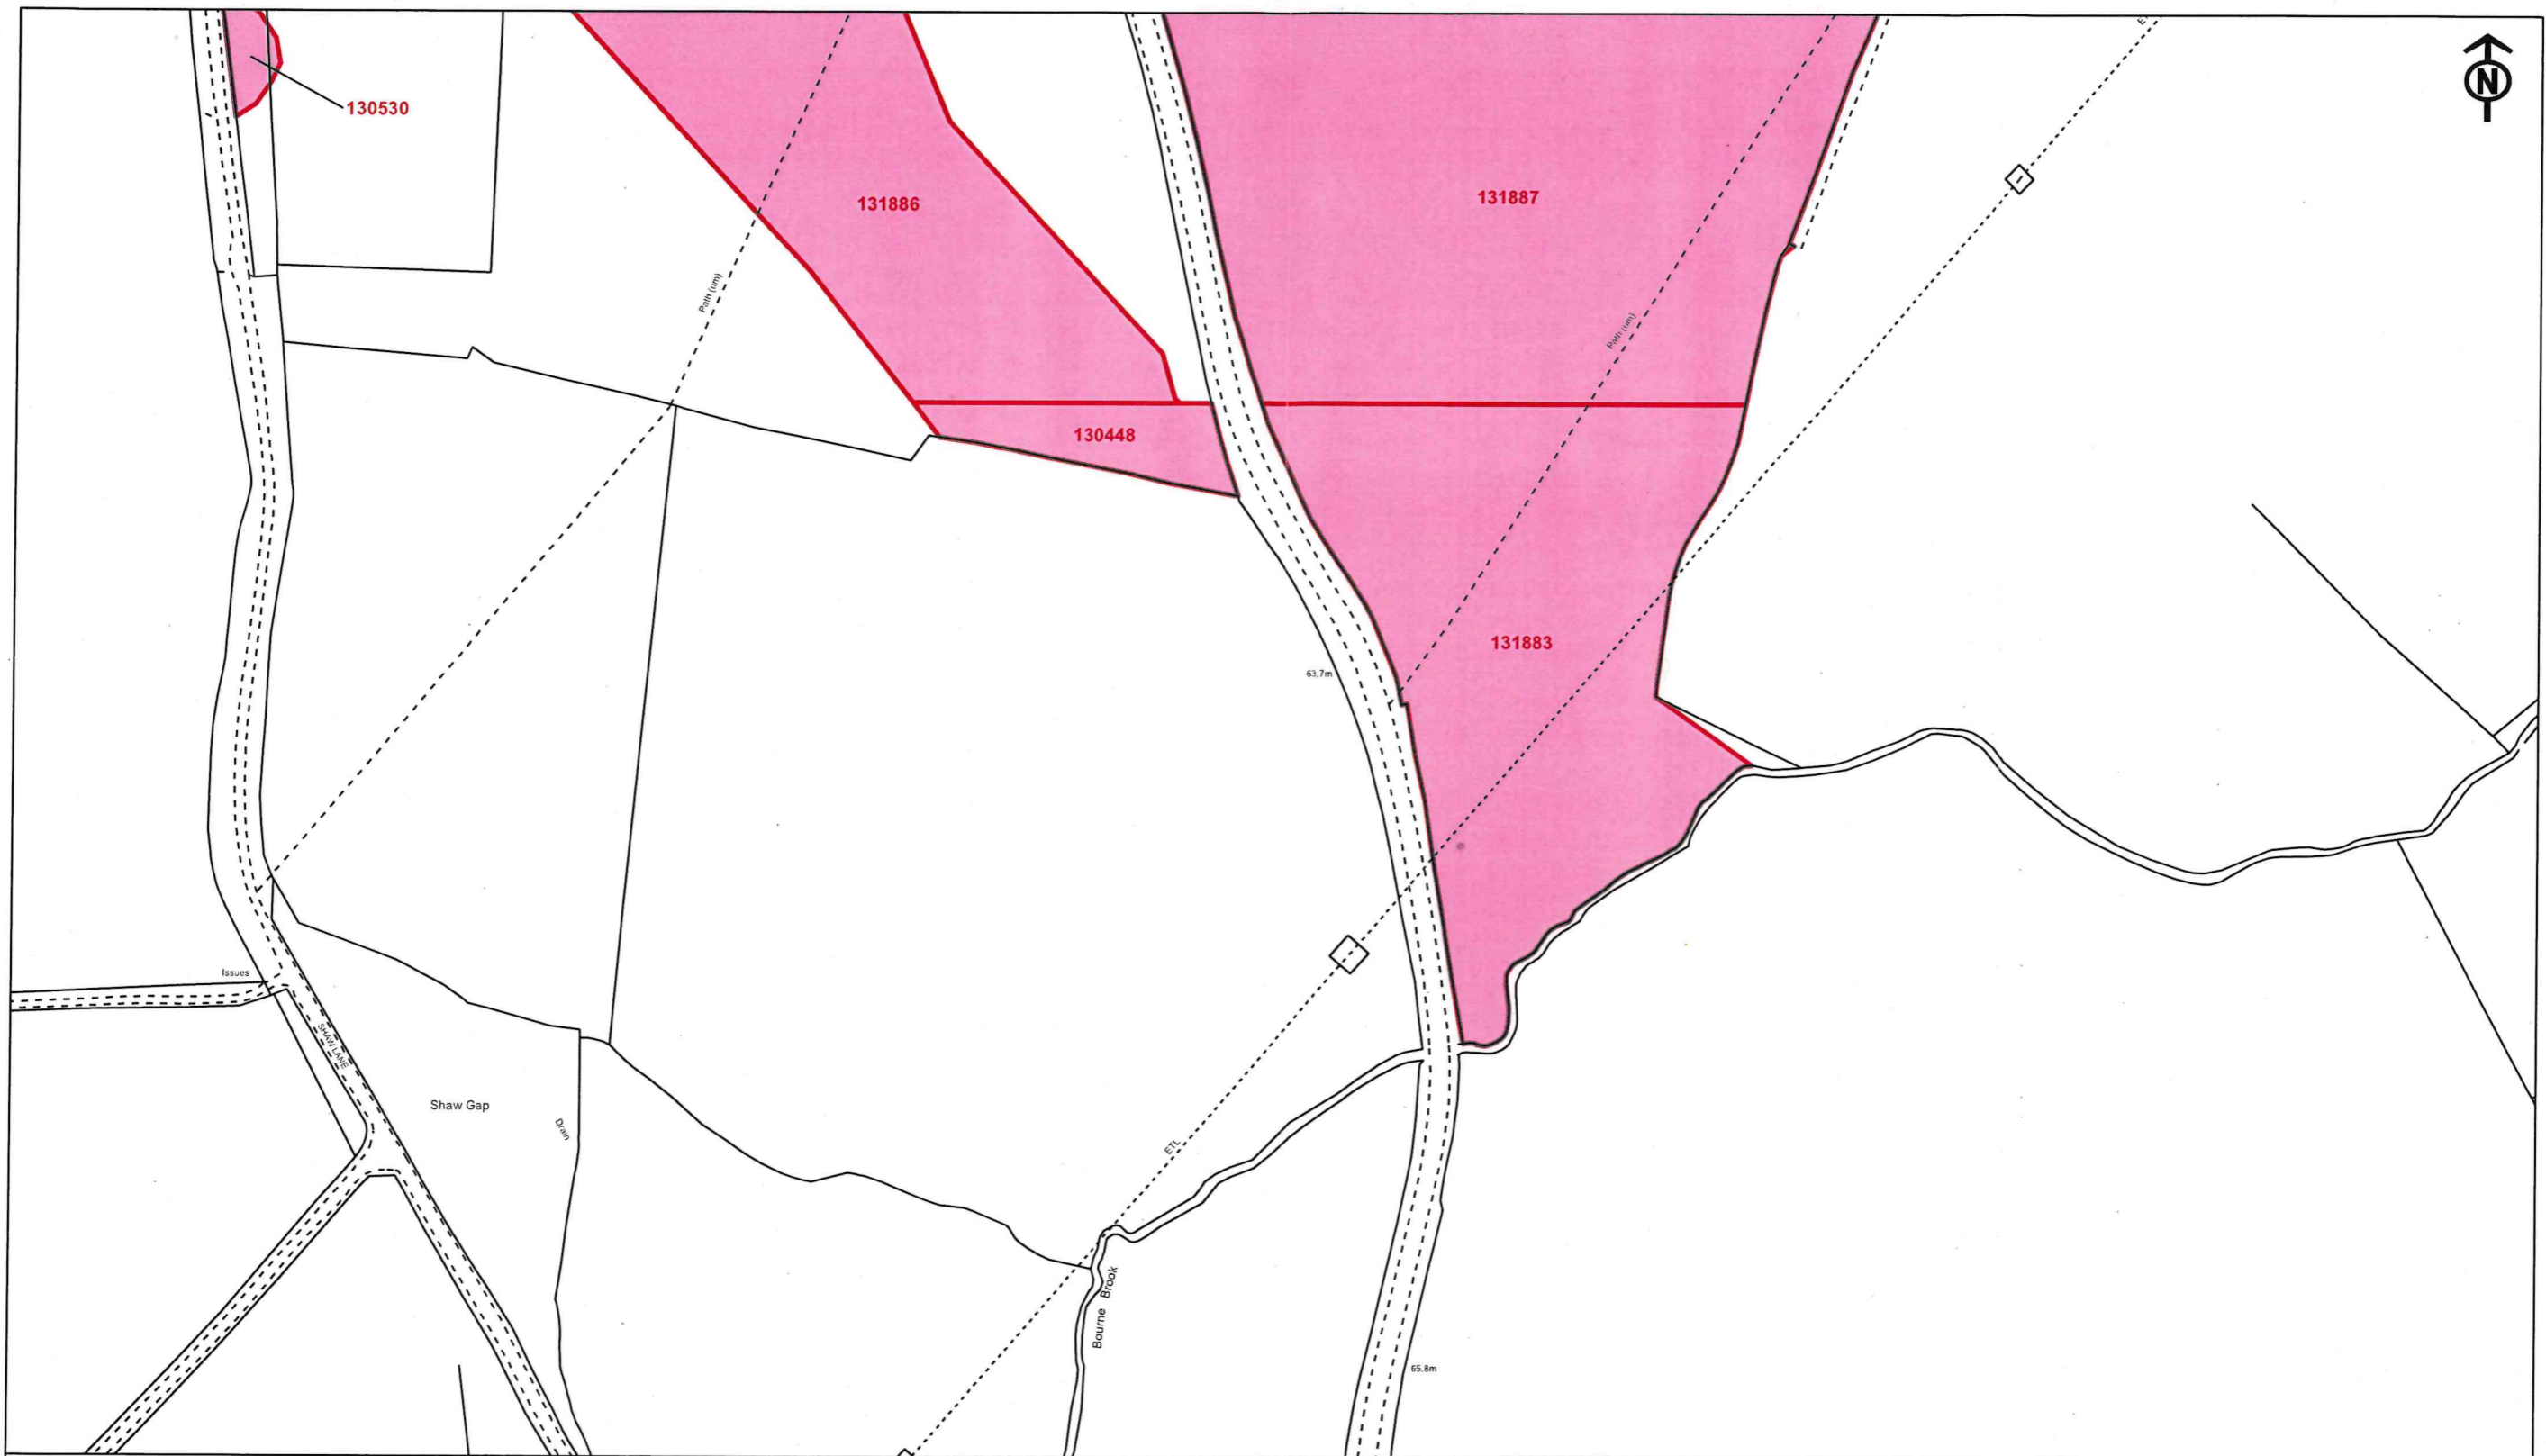 N
130530
131886
131887
Path (um)
Path (um)
130448
131883
63.7m
Issues
SHAW LANE
Shaw Gap
Drain
ETL
Bourne Brook
65.8m